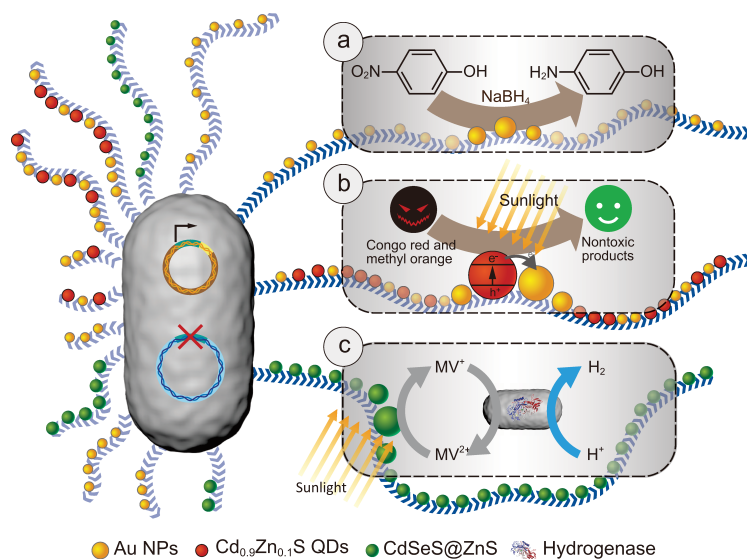 a
O₂N
OH
H₂N
OH
NaBH₄
b
Sunlight
Congo red and
methyl orange
Nontoxic
products
e⁻
h⁺
c
MV⁺
H₂
MV²⁺
H⁺
Sunlight
Au NPs
Cd₀.₉Zn₀.₁S QDs
CdSeS@ZnS
Hydrogenase